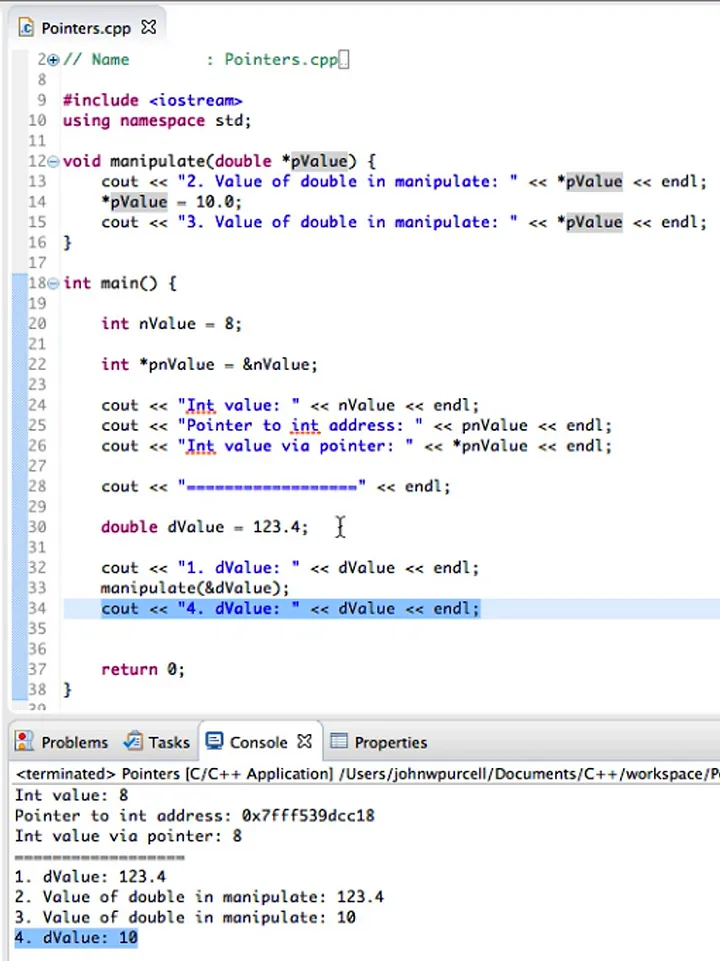 Pointers.cpp
2 // Name : Pointers.cpp
8
9 #include <iostream>
10 using namespace std;
11
12 void manipulate(double *pValue) {
13 cout << "2. Value of double in manipulate: " << *pValue << endl;
14 *pValue = 10.0;
15 cout << "3. Value of double in manipulate: " << *pValue << endl;
16 }
17
18 int main() {
19
20 int nValue = 8;
21
22 int *pnValue = &nValue;
23
24 cout << "Int value: " << nValue << endl;
25 cout << "Pointer to int address: " << pnValue << endl;
26 cout << "Int value via pointer: " << *pnValue << endl;
27
28 cout << "==================" << endl;
29
30 double dValue = 123.4;
31
32 cout << "1. dValue: " << dValue << endl;
33 manipulate(&dValue);
34 cout << "4. dValue: " << dValue << endl;
35
36
37 return 0;
38 }
39
Problems Tasks Console Properties
<terminated> Pointers [C/C++ Application] /Users/johnwpurcell/Documents/C++/workspace/Po
Int value: 8
Pointer to int address: 0x7fff539dcc18
Int value via pointer: 8
==================
1. dValue: 123.4
2. Value of double in manipulate: 123.4
3. Value of double in manipulate: 10
4. dValue: 10